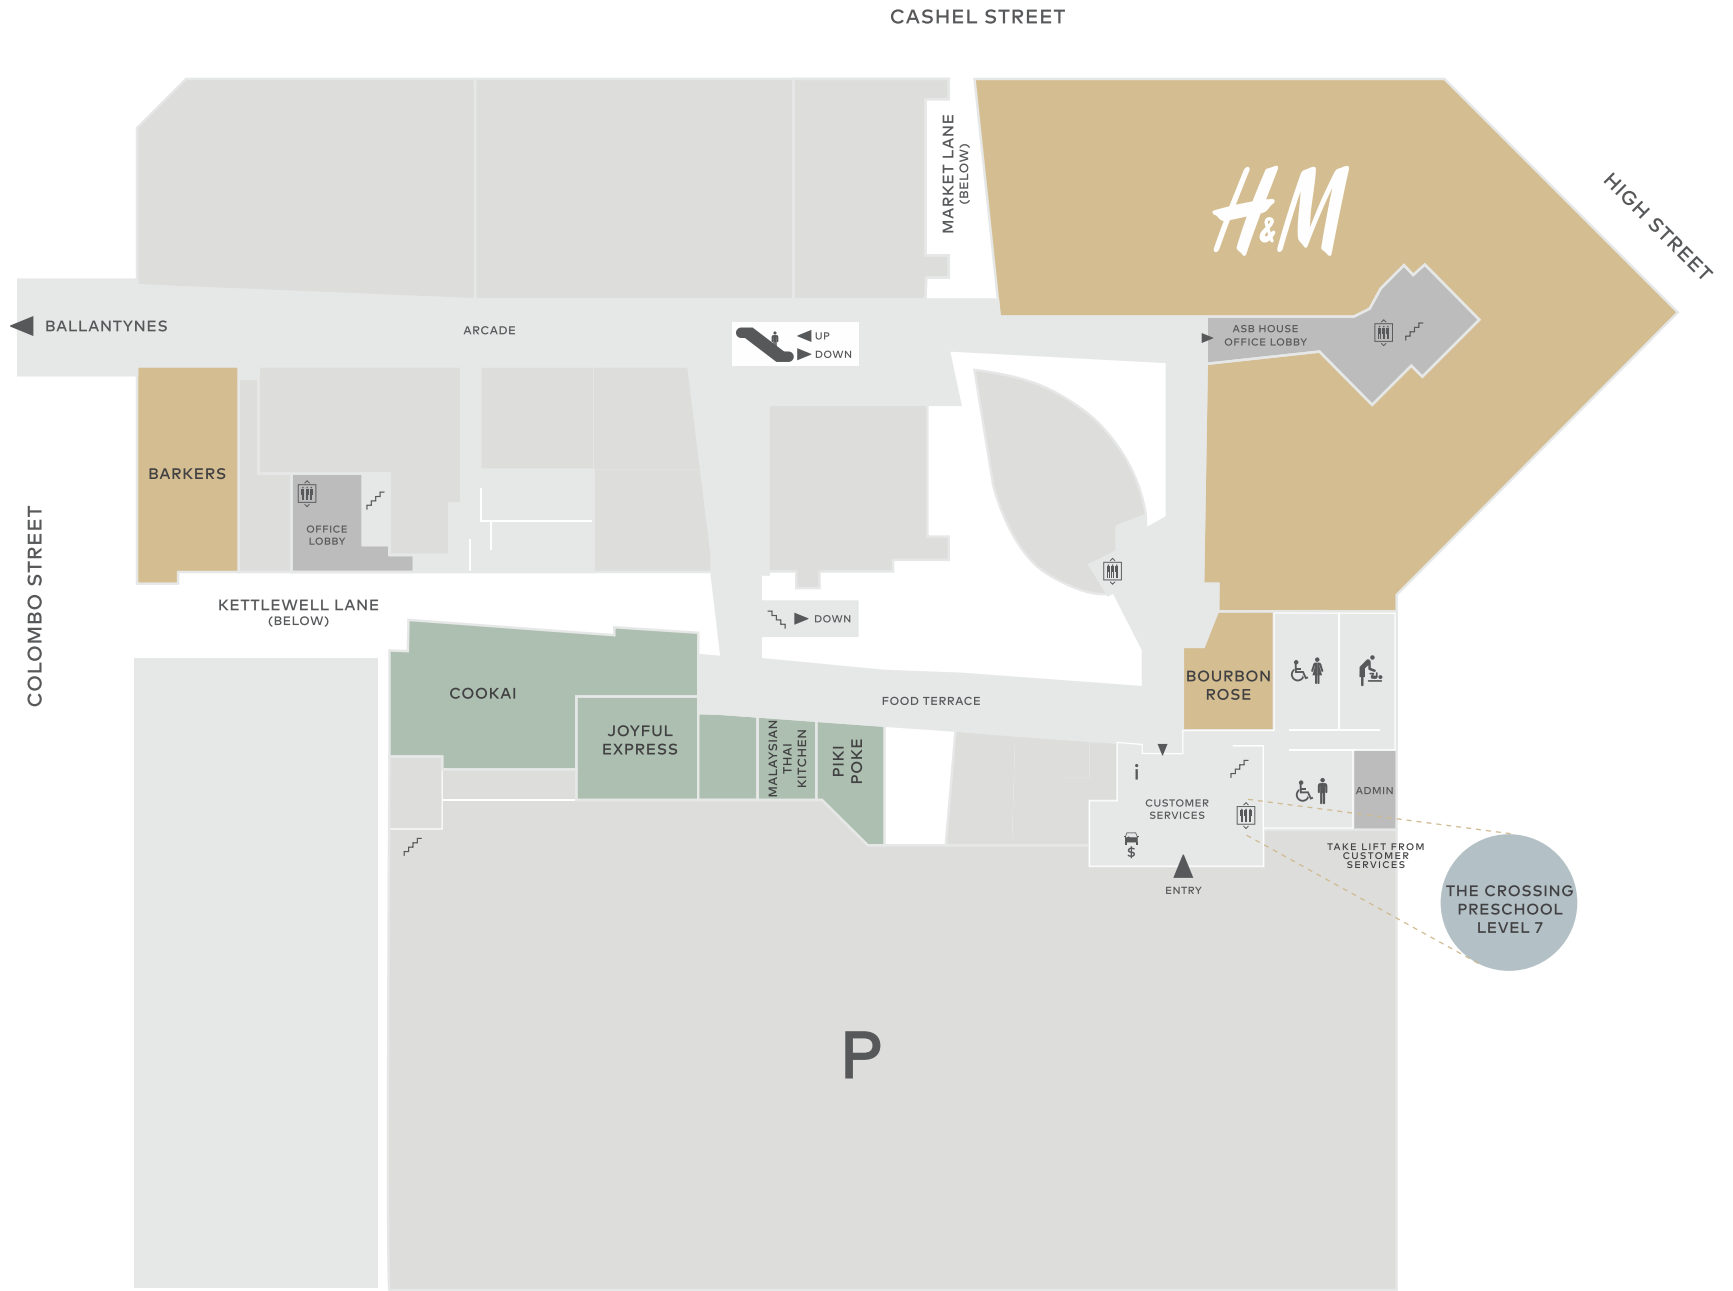 CASHEL STREET
MARKET LANE
(BELOW)
H&M
HIGH STREET
BALLANTYNES
ARCADE
UP
DOWN
ASB HOUSE
OFFICE LOBBY
BARKERS
OFFICE
LOBBY
COLOMBO STREET
KETTLEWELL LANE
(BELOW)
DOWN
COOKAI
JOYFUL
EXPRESS
MALAYSIAN
THAI
KITCHEN
PIKI
POKE
FOOD TERRACE
BOURBON
ROSE
i
CUSTOMER
SERVICES
$
ENTRY
ADMIN
TAKE LIFT FROM
CUSTOMER
SERVICES
THE CROSSING
PRESCHOOL
LEVEL 7
P